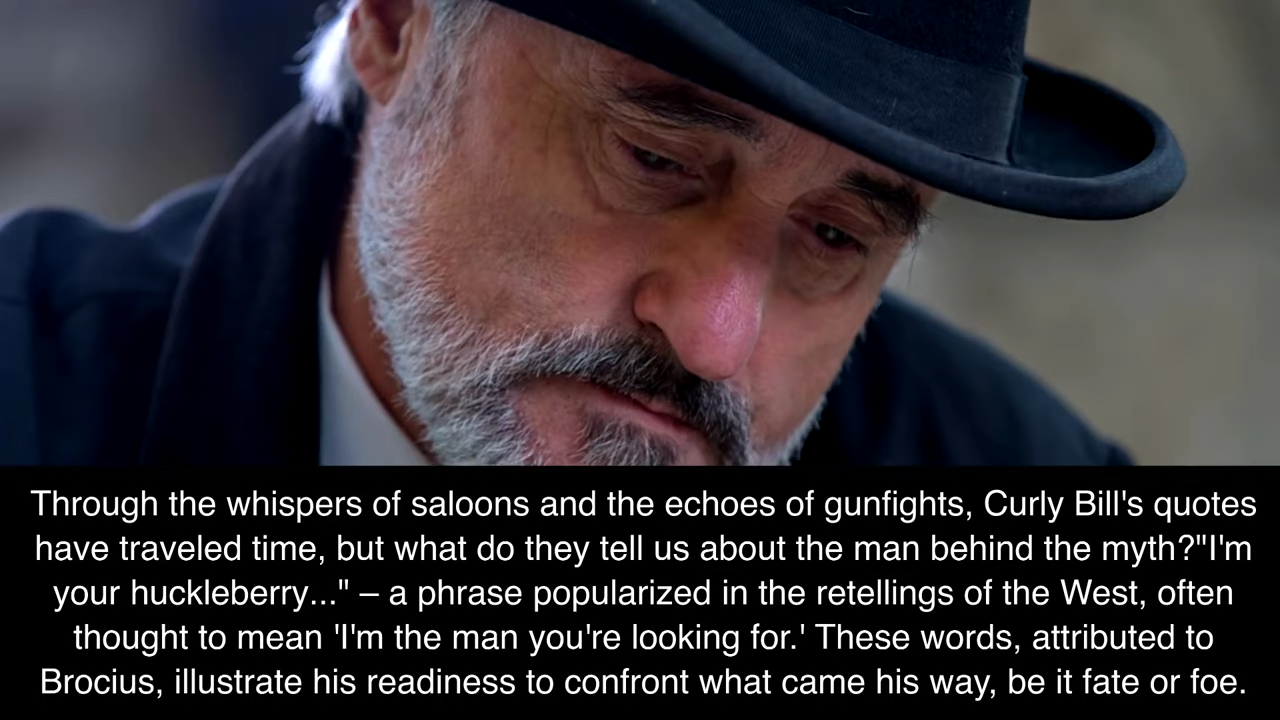 Through the whispers of saloons and the echoes of gunfights, Curly Bill's quotes
have traveled time, but what do they tell us about the man behind the myth?"I'm
your huckleberry..." – a phrase popularized in the retellings of the West, often
thought to mean 'I'm the man you're looking for.' These words, attributed to
Brocius, illustrate his readiness to confront what came his way, be it fate or foe.